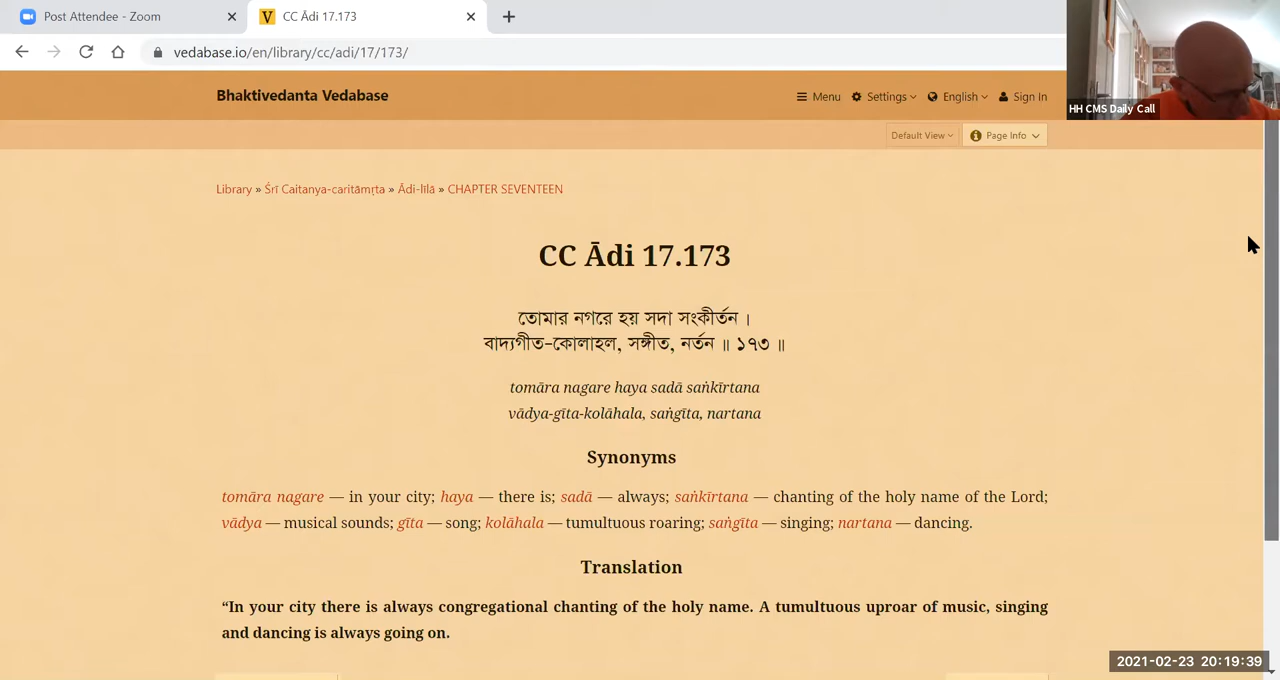 Post Attendee - Zoom
CC Ādi 17.173
vedabase.io/en/library/cc/adi/17/173/
HH CMS Daily Call
Bhaktivedanta Vedabase
Menu Settings English Sign In
Default View Page Info
Library » Śrī Caitanya-caritāmṛta » Ādi-līlā » CHAPTER SEVENTEEN
CC Ādi 17.173
তোমার নগরে হয় সদা সংকীর্তন ।
বাদ্যগীত-কোলাহল, সঙ্গীত, নর্তন ॥ ১৭৩ ॥
tomāra nagare haya sadā saṅkīrtana
vādya-gīta-kolāhala, saṅgīta, nartana
Synonyms
tomāra nagare — in your city; haya — there is; sadā — always; saṅkīrtana — chanting of the holy name of the Lord;
vādya — musical sounds; gīta — song; kolāhala — tumultuous roaring; saṅgīta — singing; nartana — dancing.
Translation
“In your city there is always congregational chanting of the holy name. A tumultuous uproar of music, singing
and dancing is always going on.
2021-02-23 20:19:39